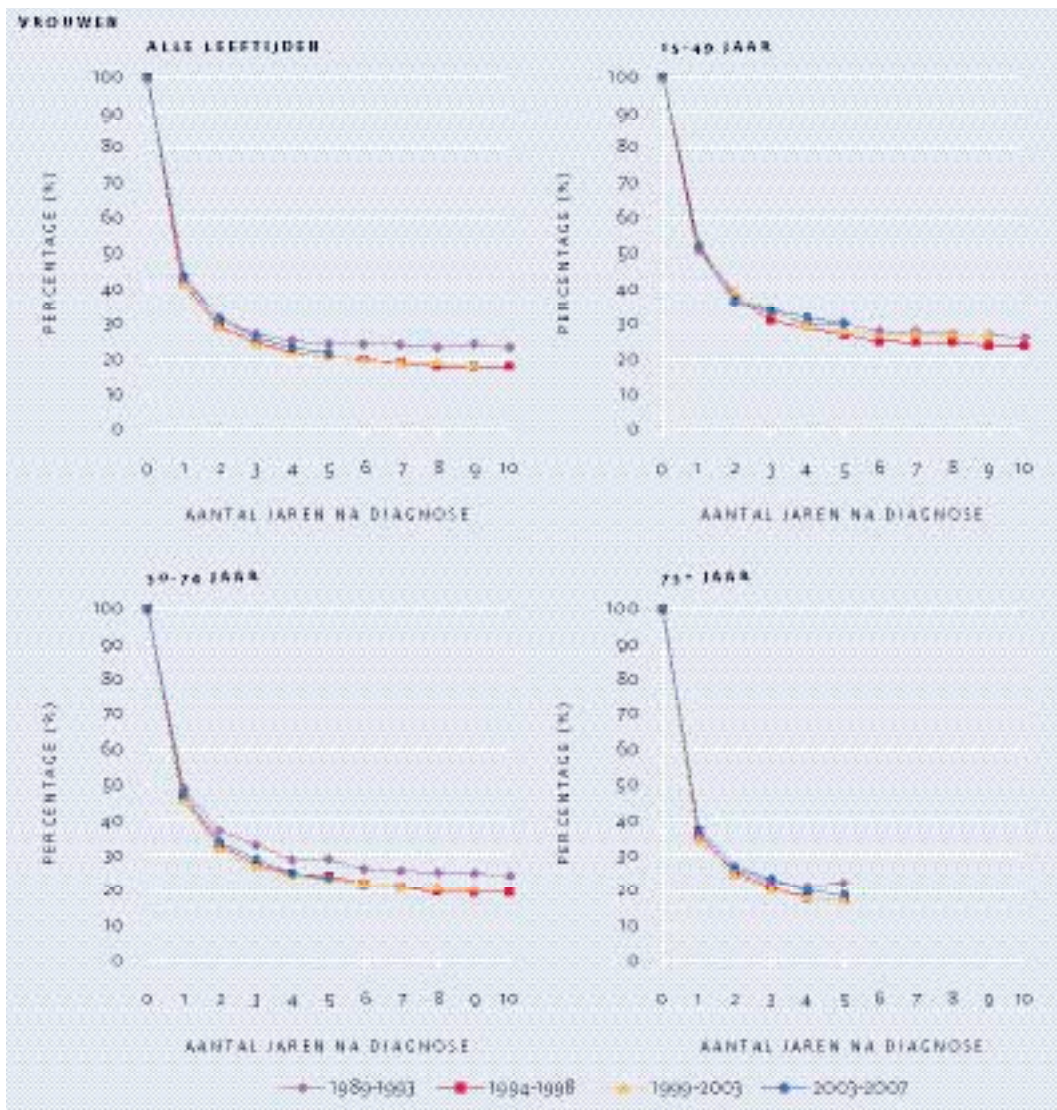 VROUWEN
ALLE LEEFTIJDEN
100
90
80
70
60
50
40
30
20
10
0
PERCENTAGE (%)
0 1 2 3 4 5 6 7 8 9 10
AANTAL JAREN NA DIAGNOSE
15-49 JAAR
100
90
80
70
60
50
40
30
20
10
0
PERCENTAGE (%)
0 1 2 3 4 5 6 7 8 9 10
AANTAL JAREN NA DIAGNOSE
50-74 JAAR
100
90
80
70
60
50
40
30
20
10
0
PERCENTAGE (%)
0 1 2 3 4 5 6 7 8 9 10
AANTAL JAREN NA DIAGNOSE
75+ JAAR
100
90
80
70
60
50
40
30
20
10
0
PERCENTAGE (%)
0 1 2 3 4 5 6 7 8 9 10
AANTAL JAREN NA DIAGNOSE
1989-1993 1994-1998 1999-2003 2003-2007